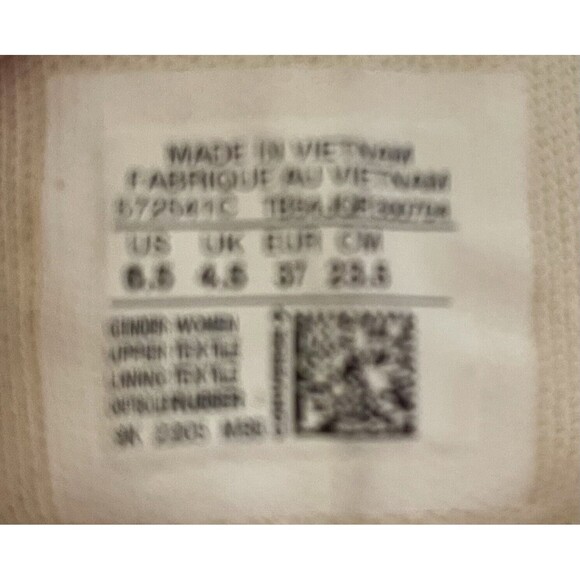 MADE IN VIETNAM
FABRIQUE AU VIETNAM
572541C
US UK EUR CM
6.5 4.5 37 23.5
GENDER WOMEN
UPPER TEXTILE
LINING TEXTILE
OUTSOLE RUBBER